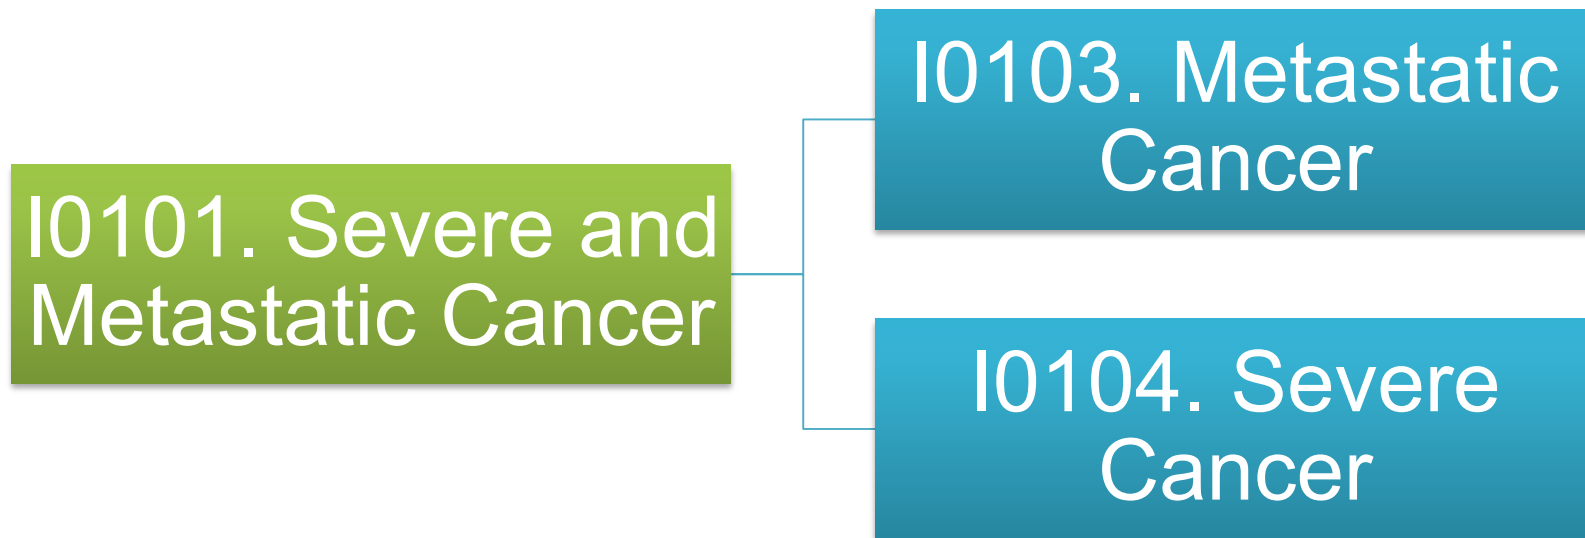 I0103. Metastatic
Cancer
I0101. Severe and
Metastatic Cancer
I0104. Severe
Cancer